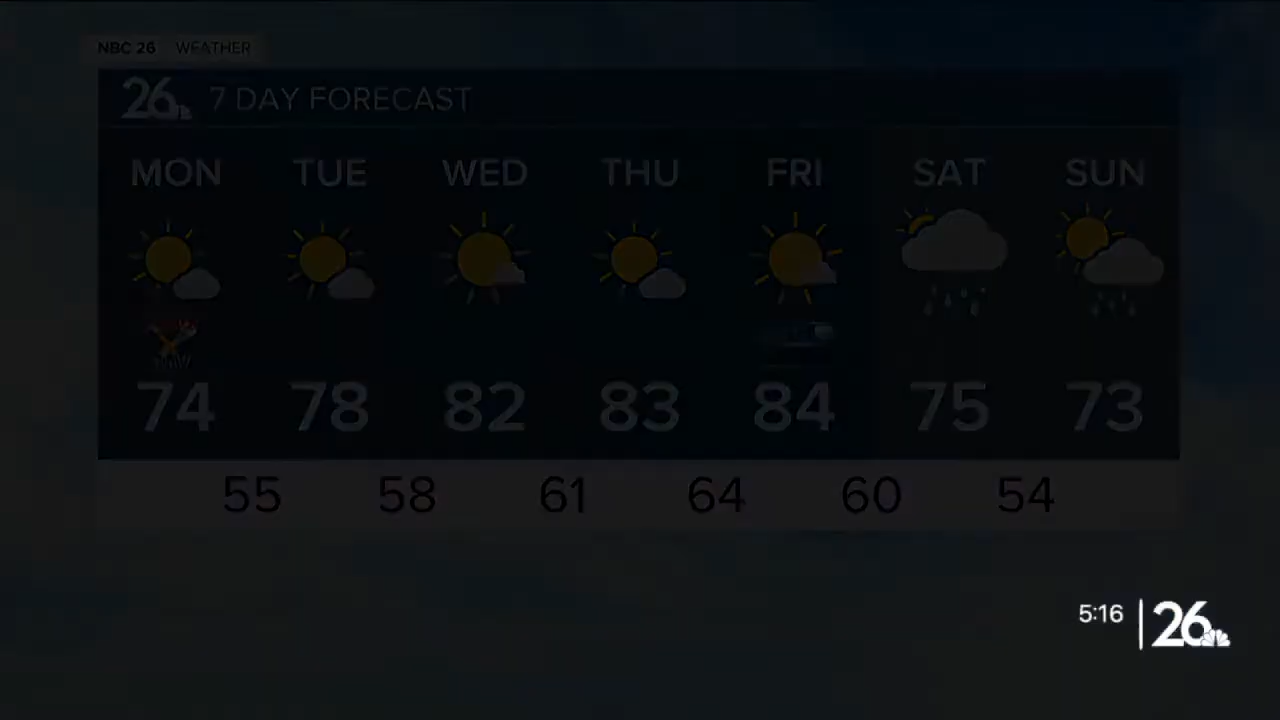 NBC 26 WEATHER
26 7 DAY FORECAST
MON TUE WED THU FRI SAT SUN
74 78 82 83 84 75 73
55 58 61 64 60 54
5:16 26